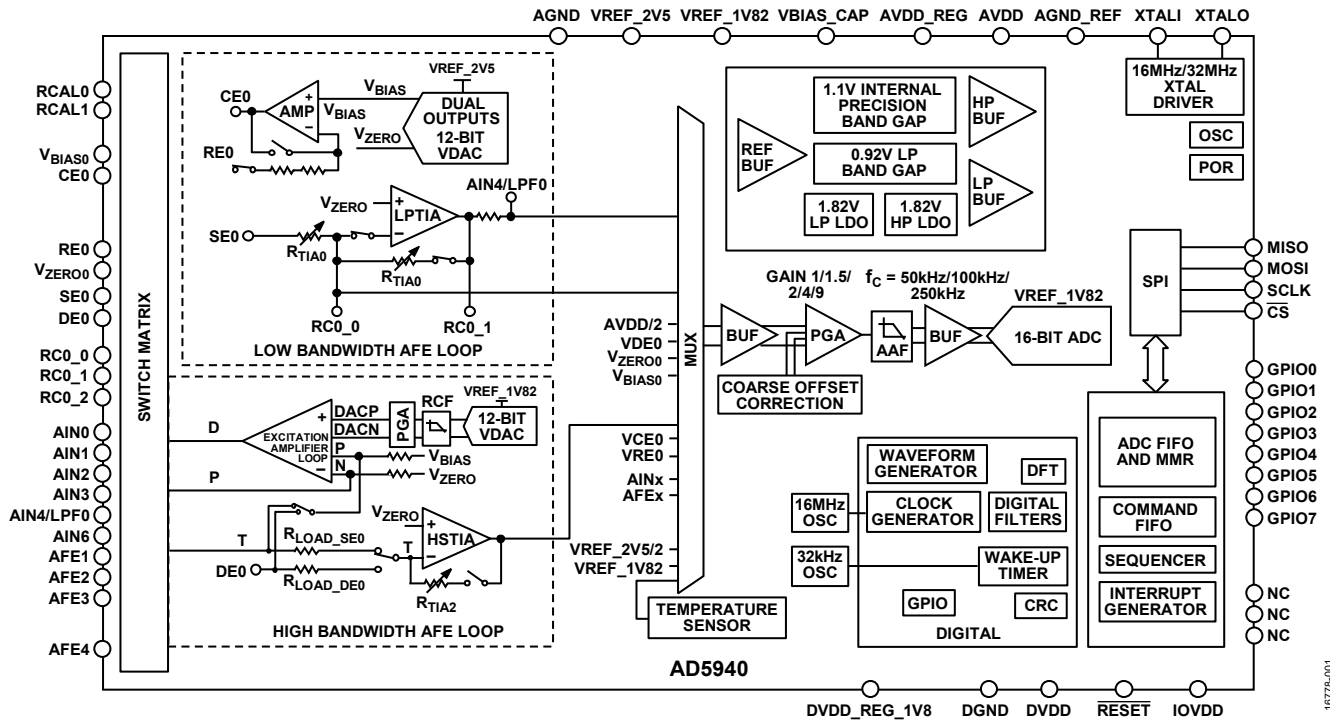 AGND VREF_2V5 VREF_1V82 VBIAS_CAP AVDD_REG AVDD AGND_REF XTALI XTALO
RCAL0
RCAL1
VBIAS0
CE0
RE0
VZERO0
SE0
DE0
RC0_0
RC0_1
RC0_2
AIN0
AIN1
AIN2
AIN3
AIN4/LPF0
AIN6
AFE1
AFE2
AFE3
AFE4
SWITCH MATRIX
CE0
AMP
+
−
VBIAS
VBIAS
VZERO
VREF_2V5
DUAL
OUTPUTS
12-BIT
VDAC
RE0
AIN4/LPF0
VZERO
+
LPTIA
−
SE0
RTIA0
RTIA0
RC0_0
RC0_1
LOW BANDWIDTH AFE LOOP
D
P
T
EXCITATION
AMPLIFIER
LOOP
+
−
DACP
DACN
P
N
PGA
RCF
VREF_1V82
12-BIT
VDAC
VBIAS
VZERO
VZERO
+
HSTIA
−
T
RLOAD_SE0
DE0
RLOAD_DE0
RTIA2
HIGH BANDWIDTH AFE LOOP
MUX
AVDD/2
VDE0
VZERO0
VBIAS0
VCE0
VRE0
AINx
AFEx
VREF_2V5/2
VREF_1V82
TEMPERATURE
SENSOR
REF
BUF
1.1V INTERNAL
PRECISION
BAND GAP
0.92V LP
BAND GAP
1.82V
LP LDO
1.82V
HP LDO
HP
BUF
LP
BUF
GAIN 1/1.5/
2/4/9
fC = 50kHz/100kHz/
250kHz
BUF
PGA
AAF
BUF
VREF_1V82
16-BIT ADC
COARSE OFFSET
CORRECTION
16MHz
OSC
32kHz
OSC
WAVEFORM
GENERATOR
DFT
CLOCK
GENERATOR
DIGITAL
FILTERS
WAKE-UP
TIMER
GPIO
CRC
DIGITAL
16MHz/32MHz
XTAL
DRIVER
OSC
POR
SPI
ADC FIFO
AND MMR
COMMAND
FIFO
SEQUENCER
INTERRUPT
GENERATOR
MISO
MOSI
SCLK
CS
GPIO0
GPIO1
GPIO2
GPIO3
GPIO4
GPIO5
GPIO6
GPIO7
NC
NC
NC
AD5940
DVDD_REG_1V8 DGND DVDD RESET IOVDD
16778-001